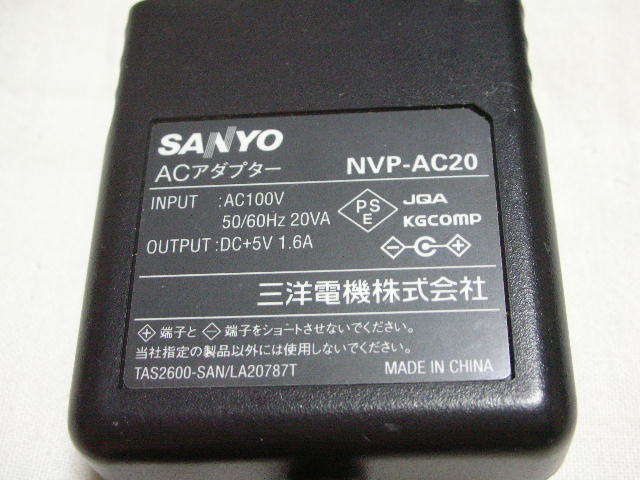 SANYO
ACアダプター NVP-AC20
INPUT :AC100V
50/60Hz 20VA
OUTPUT :DC+5V 1.6A
PS
E
JQA
KGCOMP
三洋電機株式会社
端子と 端子をショートさせないでください。
当社指定の製品以外には使用しないでください。
TAS2600-SAN/LA20787T MADE IN CHINA